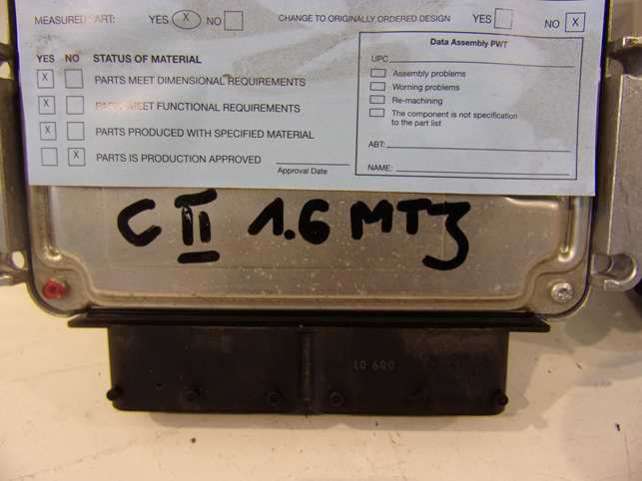 MEASURED ART: YES X NO CHANGE TO ORIGINALLY ORDERED DESIGN YES NO X
YES NO STATUS OF MATERIAL
X PARTS MEET DIMENSIONAL REQUIREMENTS
X PARTS MEET FUNCTIONAL REQUIREMENTS
X PARTS PRODUCED WITH SPECIFIED MATERIAL
X PARTS IS PRODUCTION APPROVED
Approval Date
Data Assembly PWT
UPC
Assembly problems
Worning problems
Re-machining
The component is not specification
to the part list
ABT:
NAME:
C II 1.6 MT3